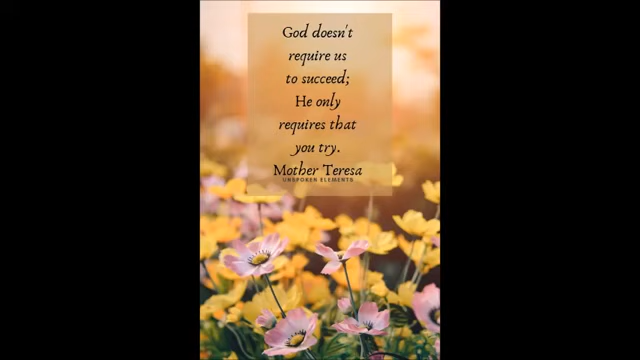 God doesn't
require us
to succeed;
He only
requires that
you try.
Mother Teresa
UNSPOKEN ELEMENTS